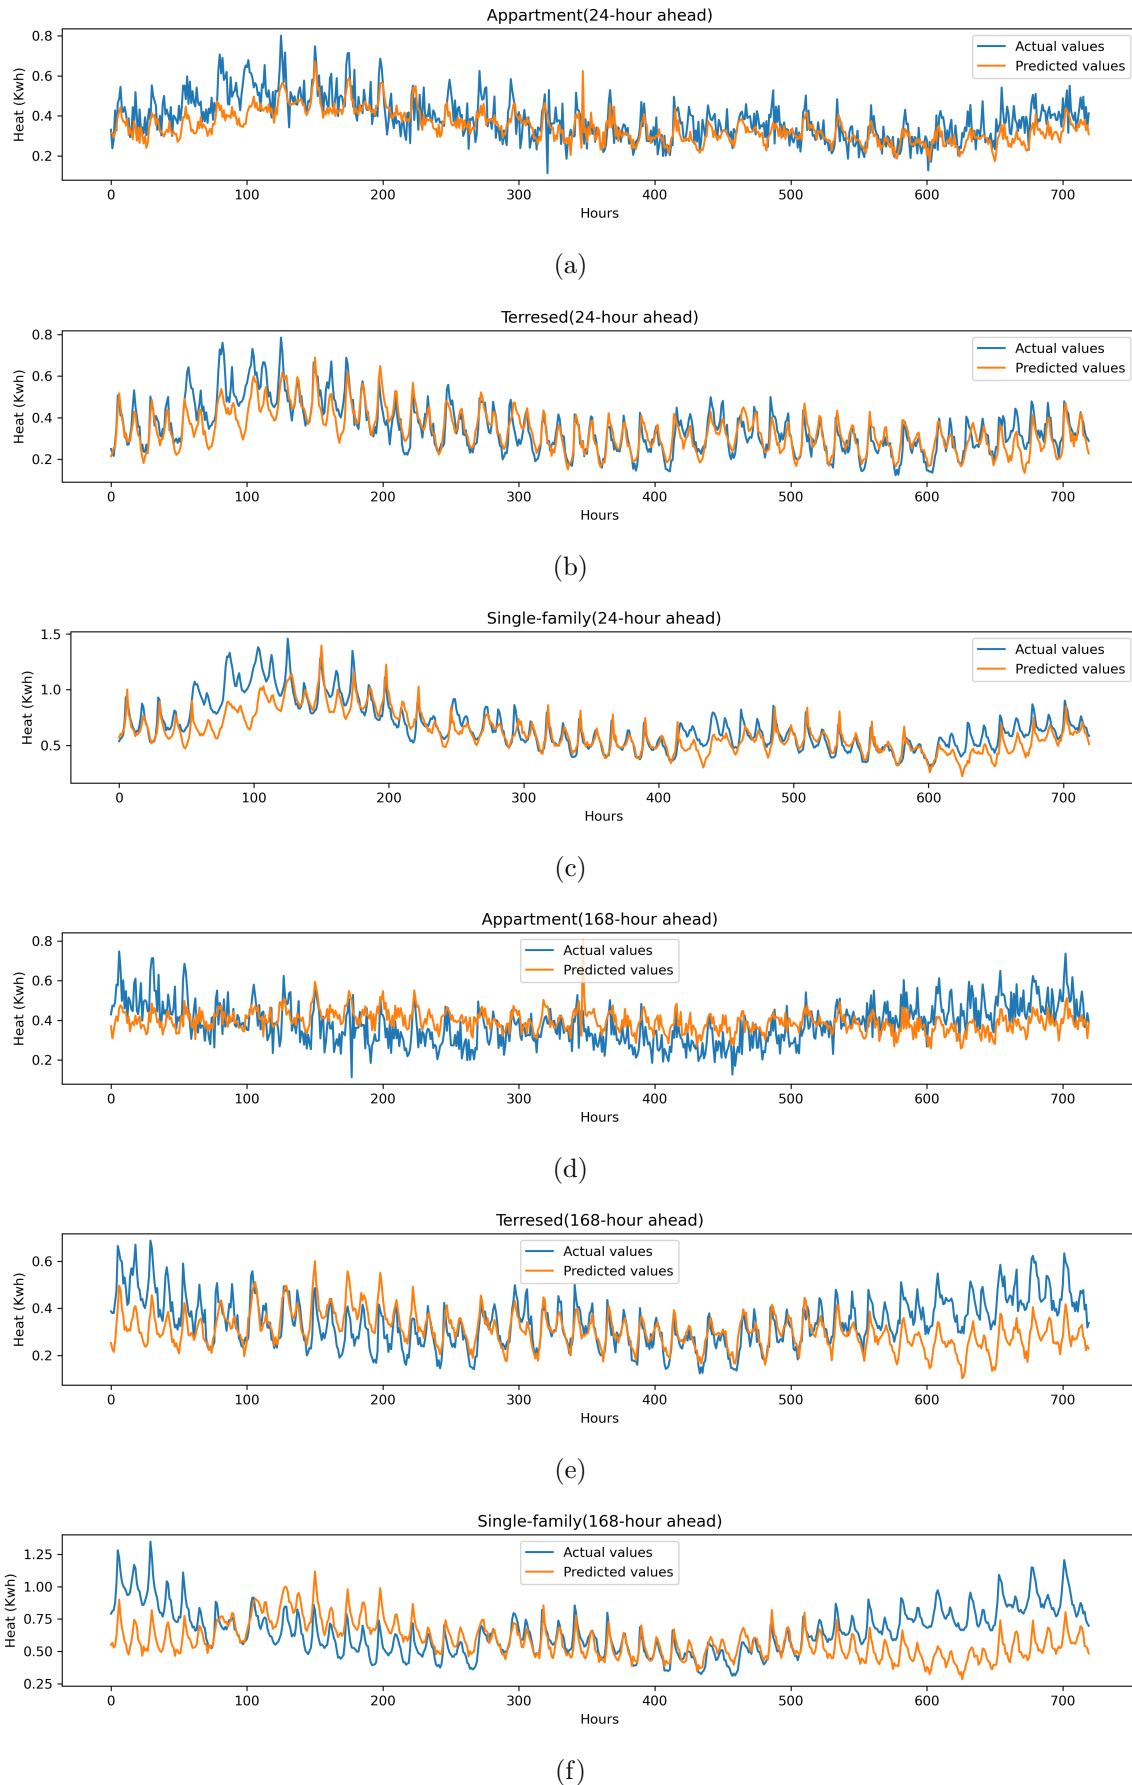 Appartment(24-hour ahead)
Actual values
Predicted values
Heat (Kwh)
0.8
0.6
0.4
0.2
0 100 200 300 400 500 600 700
Hours
(a)
Terresed(24-hour ahead)
Actual values
Predicted values
Heat (Kwh)
0.8
0.6
0.4
0.2
0 100 200 300 400 500 600 700
Hours
(b)
Single-family(24-hour ahead)
Actual values
Predicted values
Heat (Kwh)
1.5
1.0
0.5
0 100 200 300 400 500 600 700
Hours
(c)
Appartment(168-hour ahead)
Actual values
Predicted values
Heat (Kwh)
0.8
0.6
0.4
0.2
0 100 200 300 400 500 600 700
Hours
(d)
Terresed(168-hour ahead)
Actual values
Predicted values
Heat (Kwh)
0.6
0.4
0.2
0 100 200 300 400 500 600 700
Hours
(e)
Single-family(168-hour ahead)
Actual values
Predicted values
Heat (Kwh)
1.25
1.00
0.75
0.50
0.25
0 100 200 300 400 500 600 700
Hours
(f)